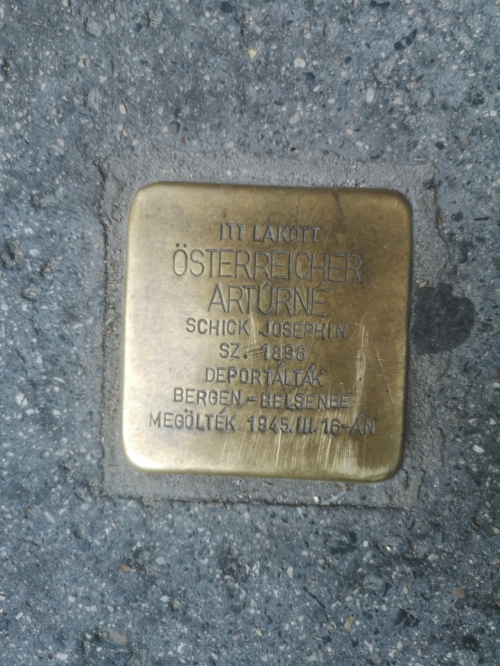 ITT LAKOTT
ÖSTERREICHER
ARTÚRNÉ
SCHICK JOSEPHIN
SZ. 1896
DEPORTÁLTÁK
BERGEN-BELSENBE
MEGÖLTÉK 1945.III.16-ÁN